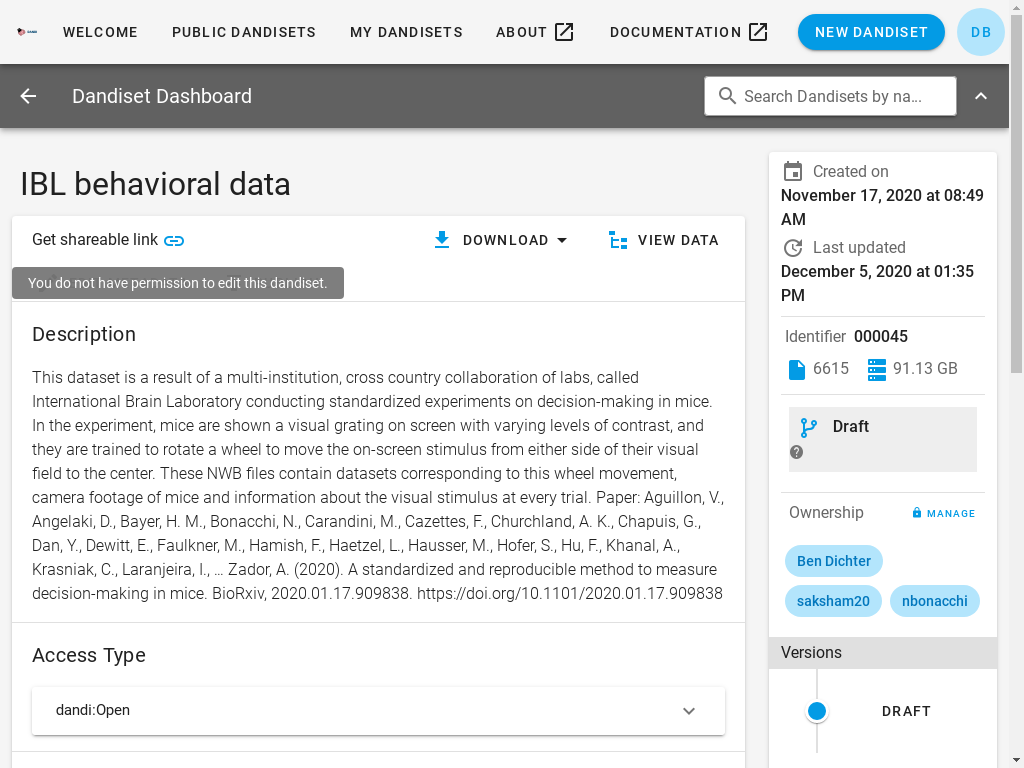 WELCOME PUBLIC DANDISETS MY DANDISETS ABOUT DOCUMENTATION NEW DANDISET DB
Dandiset Dashboard Search Dandisets by na...
IBL behavioral data
Get shareable link DOWNLOAD VIEW DATA
You do not have permission to edit this dandiset.
Description
This dataset is a result of a multi-institution, cross country collaboration of labs, called
International Brain Laboratory conducting standardized experiments on decision-making in mice.
In the experiment, mice are shown a visual grating on screen with varying levels of contrast, and
they are trained to rotate a wheel to move the on-screen stimulus from either side of their visual
field to the center. These NWB files contain datasets corresponding to this wheel movement,
camera footage of mice and information about the visual stimulus at every trial. Paper: Aguillon, V.,
Angelaki, D., Bayer, H. M., Bonacchi, N., Carandini, M., Cazettes, F., Churchland, A. K., Chapuis, G.,
Dan, Y., Dewitt, E., Faulkner, M., Hamish, F., Haetzel, L., Hausser, M., Hofer, S., Hu, F., Khanal, A.,
Krasniak, C., Laranjeira, I., … Zador, A. (2020). A standardized and reproducible method to measure
decision-making in mice. BioRxiv, 2020.01.17.909838. https://doi.org/10.1101/2020.01.17.909838
Access Type
dandi:Open
Created on
November 17, 2020 at 08:49
AM
Last updated
December 5, 2020 at 01:35
PM
Identifier 000045
6615 91.13 GB
Draft
?
Ownership MANAGE
Ben Dichter
saksham20 nbonacchi
Versions
DRAFT